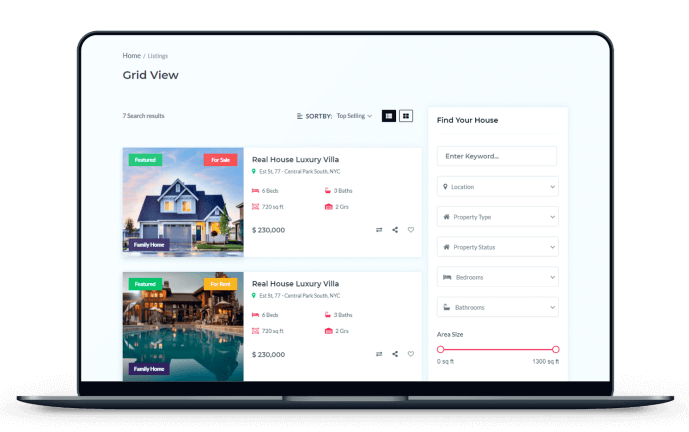 Home / Listings
Grid View
7 Search results
SORTBY: Top Selling
Featured
For Sale
Family Home
Real House Luxury Villa
Est St, 77 - Central Park South, NYC
6 Beds
3 Baths
720 sq ft
2 Grs
$ 230,000
Featured
For Rent
Family Home
Real House Luxury Villa
Est St, 77 - Central Park South, NYC
6 Beds
3 Baths
720 sq ft
2 Grs
$ 230,000
Find Your House
Enter Keyword...
Location
Property Type
Property Status
Bedrooms
Bathrooms
Area Size
0 sq ft
1300 sq ft